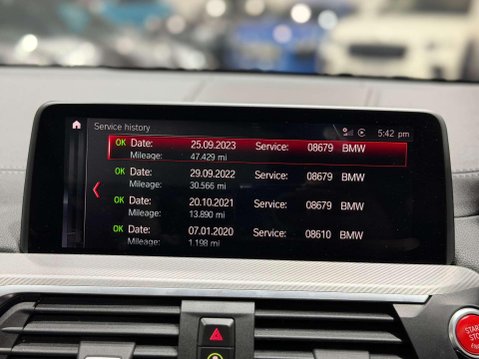 Service history
5:42 pm
OK Date: 25.09.2023 Service: 08679 BMW
Mileage: 47.429 mi
OK Date: 29.09.2022 Service: 08679 BMW
Mileage: 30.566 mi
OK Date: 20.10.2021 Service: 08679 BMW
Mileage: 13.890 mi
OK Date: 07.01.2020 Service: 08610 BMW
Mileage: 1.198 mi
START
STOP